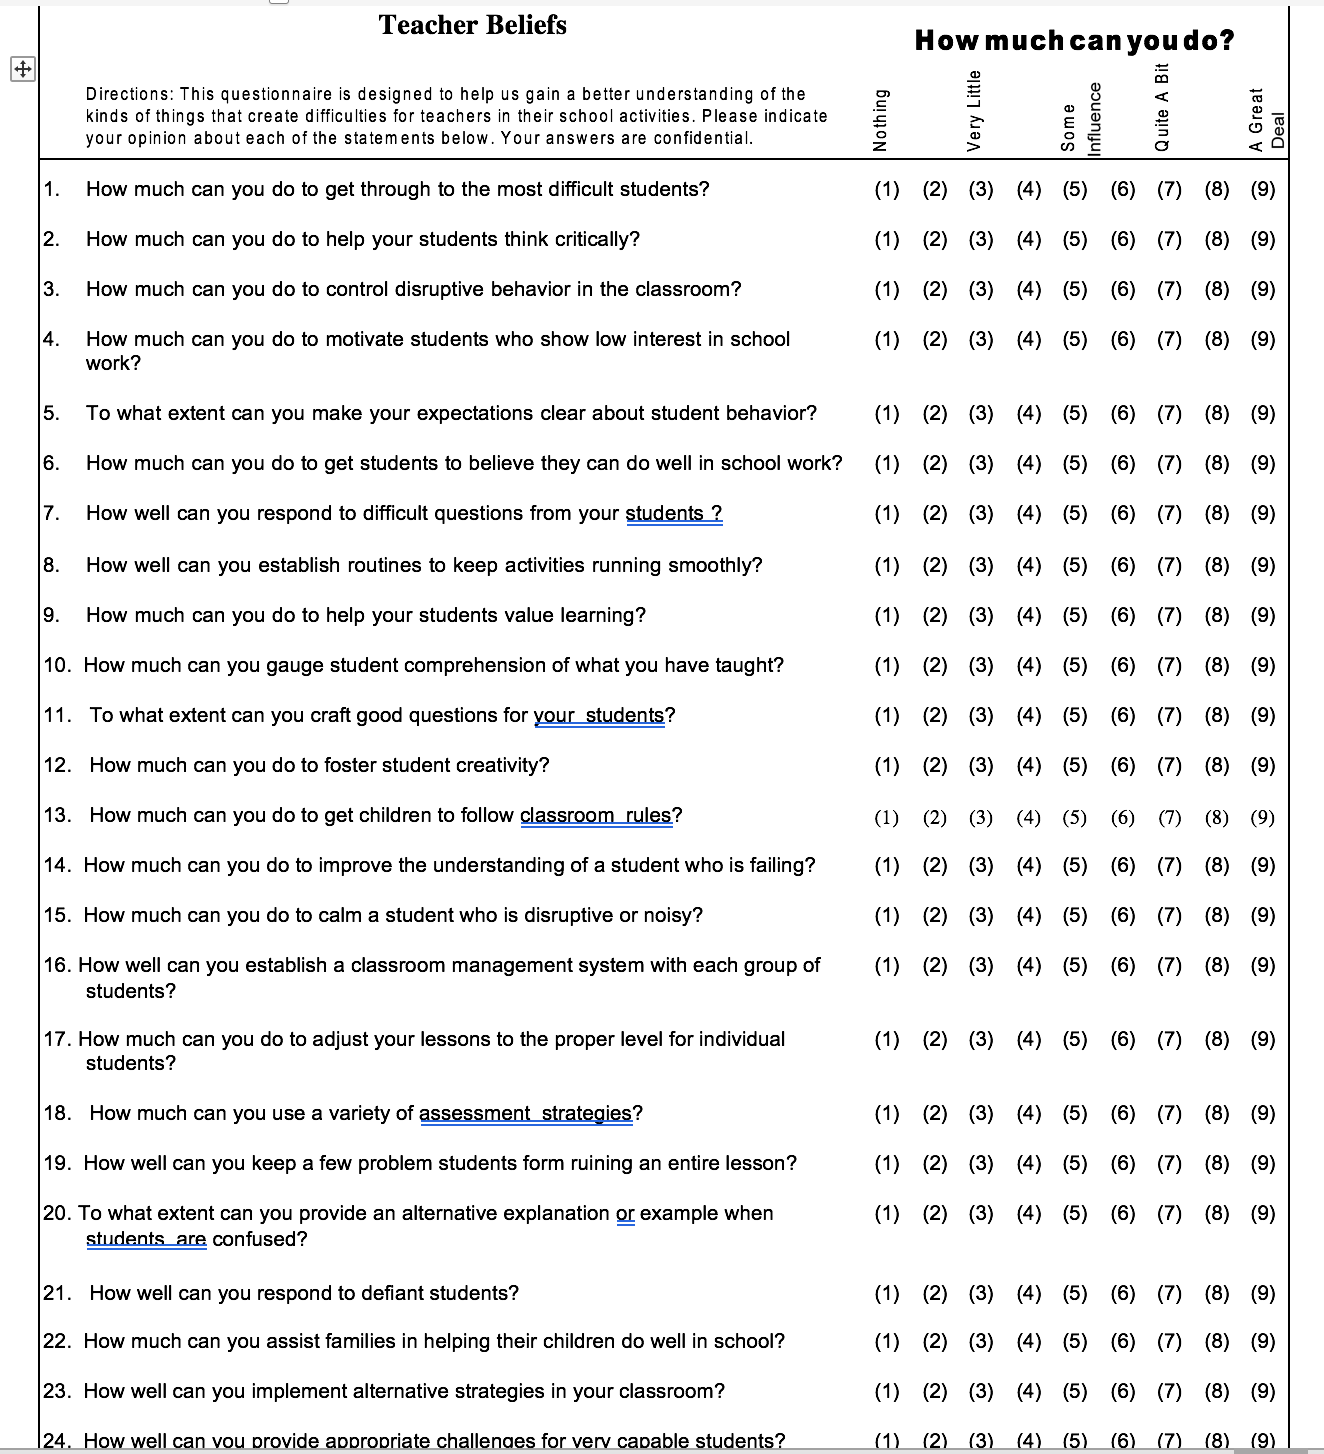 Teacher Beliefs
How much can you do?
Directions: This questionnaire is designed to help us gain a better understanding of the
kinds of things that create difficulties for teachers in their school activities. Please indicate
your opinion about each of the statements below. Your answers are confidential.
Nothing
Very Little
Some
Influence
Quite A Bit
A Great
Deal
1. How much can you do to get through to the most difficult students? (1) (2) (3) (4) (5) (6) (7) (8) (9)
2. How much can you do to help your students think critically? (1) (2) (3) (4) (5) (6) (7) (8) (9)
3. How much can you do to control disruptive behavior in the classroom? (1) (2) (3) (4) (5) (6) (7) (8) (9)
4. How much can you do to motivate students who show low interest in school (1) (2) (3) (4) (5) (6) (7) (8) (9)
work?
5. To what extent can you make your expectations clear about student behavior? (1) (2) (3) (4) (5) (6) (7) (8) (9)
6. How much can you do to get students to believe they can do well in school work? (1) (2) (3) (4) (5) (6) (7) (8) (9)
7. How well can you respond to difficult questions from your students ? (1) (2) (3) (4) (5) (6) (7) (8) (9)
8. How well can you establish routines to keep activities running smoothly? (1) (2) (3) (4) (5) (6) (7) (8) (9)
9. How much can you do to help your students value learning? (1) (2) (3) (4) (5) (6) (7) (8) (9)
10. How much can you gauge student comprehension of what you have taught? (1) (2) (3) (4) (5) (6) (7) (8) (9)
11. To what extent can you craft good questions for your students? (1) (2) (3) (4) (5) (6) (7) (8) (9)
12. How much can you do to foster student creativity? (1) (2) (3) (4) (5) (6) (7) (8) (9)
13. How much can you do to get children to follow classroom rules? (1) (2) (3) (4) (5) (6) (7) (8) (9)
14. How much can you do to improve the understanding of a student who is failing? (1) (2) (3) (4) (5) (6) (7) (8) (9)
15. How much can you do to calm a student who is disruptive or noisy? (1) (2) (3) (4) (5) (6) (7) (8) (9)
16. How well can you establish a classroom management system with each group of (1) (2) (3) (4) (5) (6) (7) (8) (9)
students?
17. How much can you do to adjust your lessons to the proper level for individual (1) (2) (3) (4) (5) (6) (7) (8) (9)
students?
18. How much can you use a variety of assessment strategies? (1) (2) (3) (4) (5) (6) (7) (8) (9)
19. How well can you keep a few problem students form ruining an entire lesson? (1) (2) (3) (4) (5) (6) (7) (8) (9)
20. To what extent can you provide an alternative explanation or example when (1) (2) (3) (4) (5) (6) (7) (8) (9)
students are confused?
21. How well can you respond to defiant students? (1) (2) (3) (4) (5) (6) (7) (8) (9)
22. How much can you assist families in helping their children do well in school? (1) (2) (3) (4) (5) (6) (7) (8) (9)
23. How well can you implement alternative strategies in your classroom? (1) (2) (3) (4) (5) (6) (7) (8) (9)
24. How well can you provide appropriate challenges for very capable students? (1) (2) (3) (4) (5) (6) (7) (8) (9)